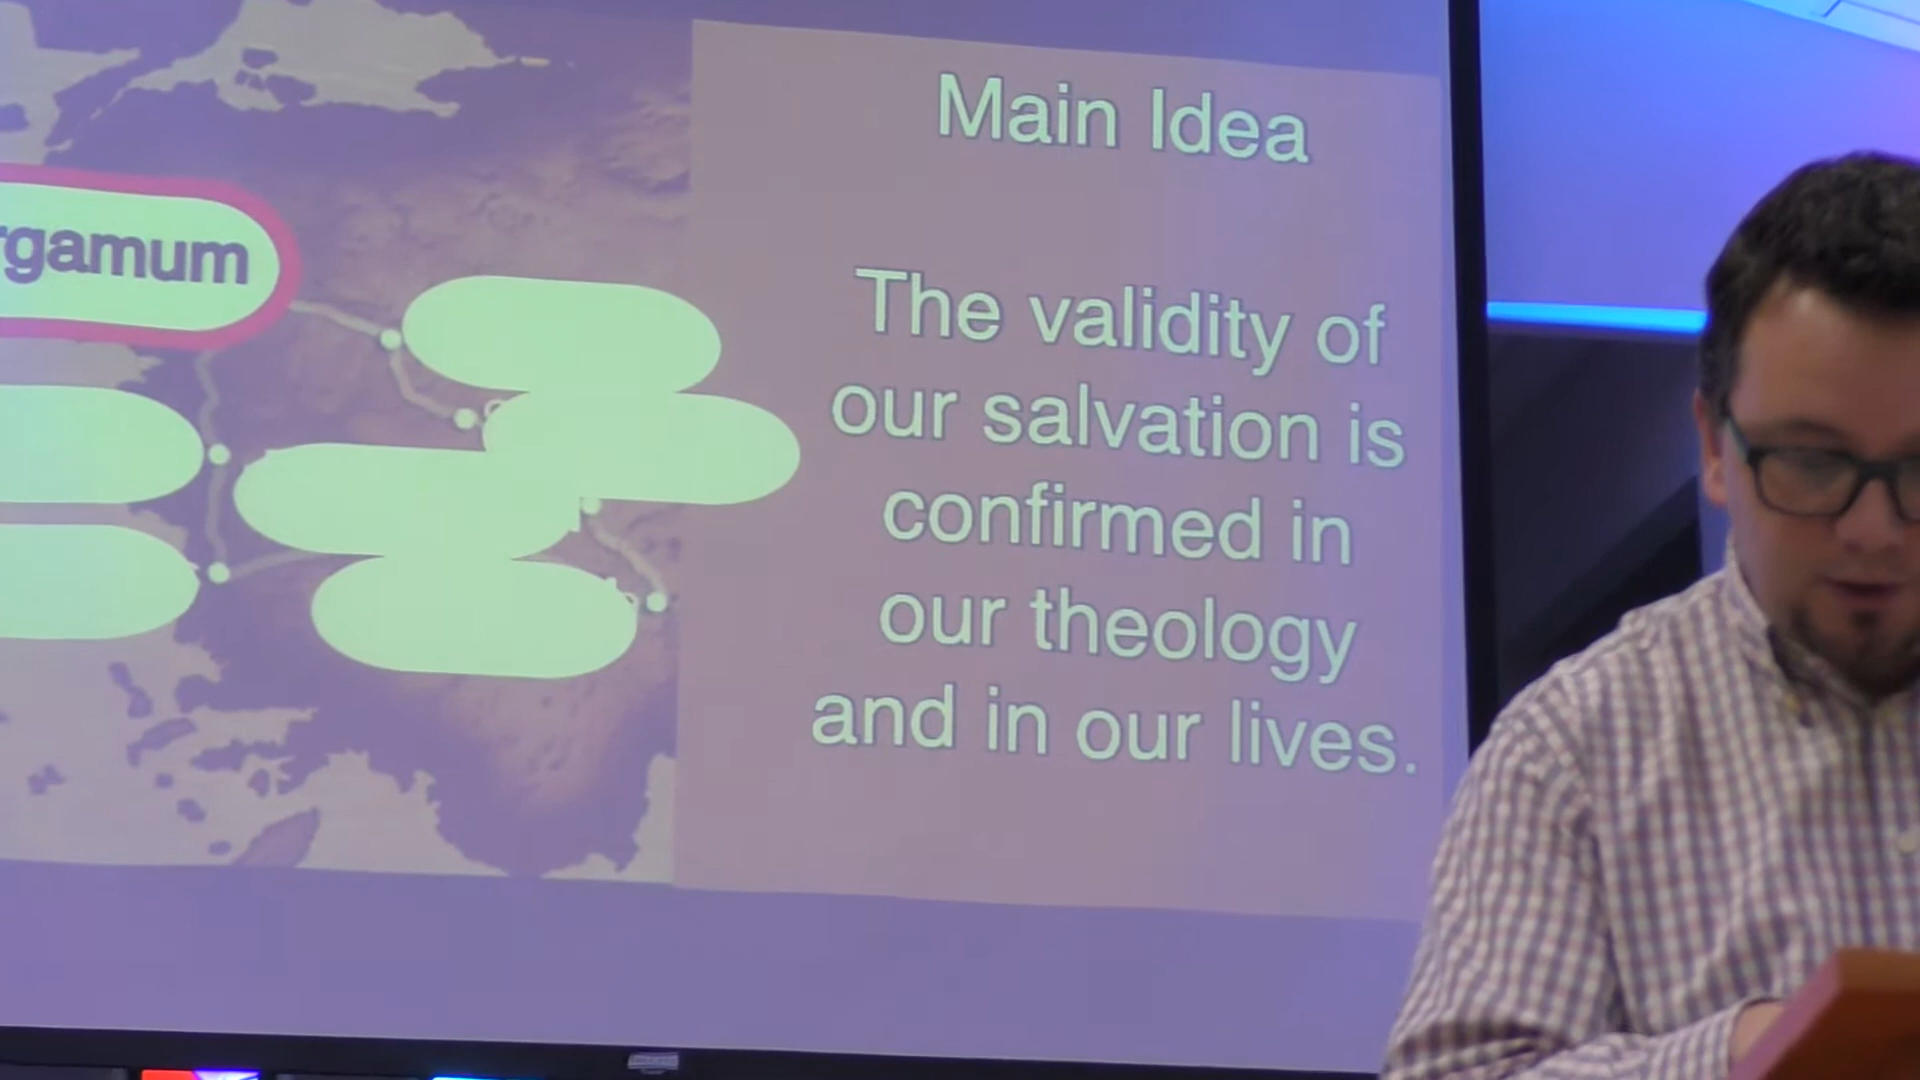 rgamum
Main Idea
The validity of
our salvation is
confirmed in
our theology
and in our lives.